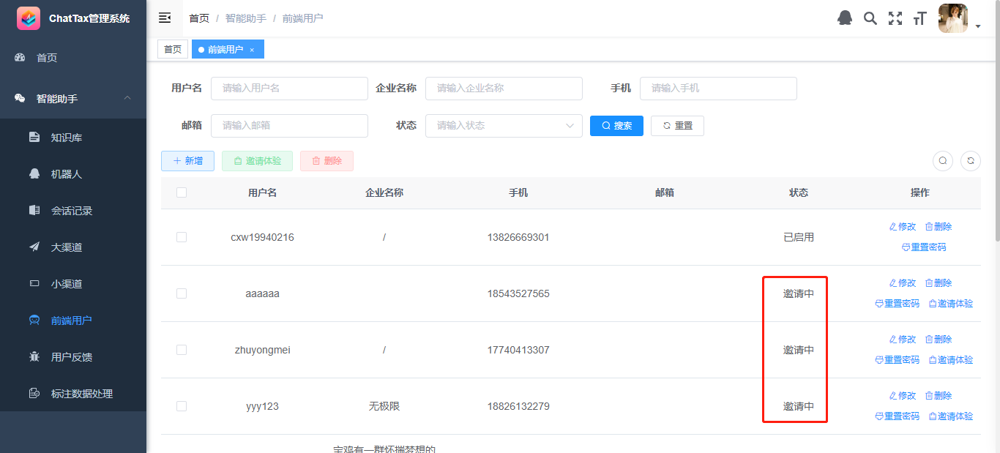 ChatTax管理系统
首页
智能助手
知识库
机器人
会话记录
大渠道
小渠道
前端用户
用户反馈
标注数据处理
首页 / 智能助手 / 前端用户
首页 前端用户 ×
用户名 请输入用户名 企业名称 请输入企业名称 手机 请输入手机
邮箱 请输入邮箱 状态 请输入状态 搜索 重置
新增 邀请体验 删除
用户名 企业名称 手机 邮箱 状态 操作
cxw19940216 / 13826669301 已启用 修改 删除
重置密码
aaaaaa 18543527565 邀请中 修改 删除
重置密码 邀请体验
zhuyongmei / 17740413307 邀请中 修改 删除
重置密码 邀请体验
yyy123 无极限 18826132279 邀请中 修改 删除
重置密码 邀请体验
宝鸡有一群怀揣梦想的